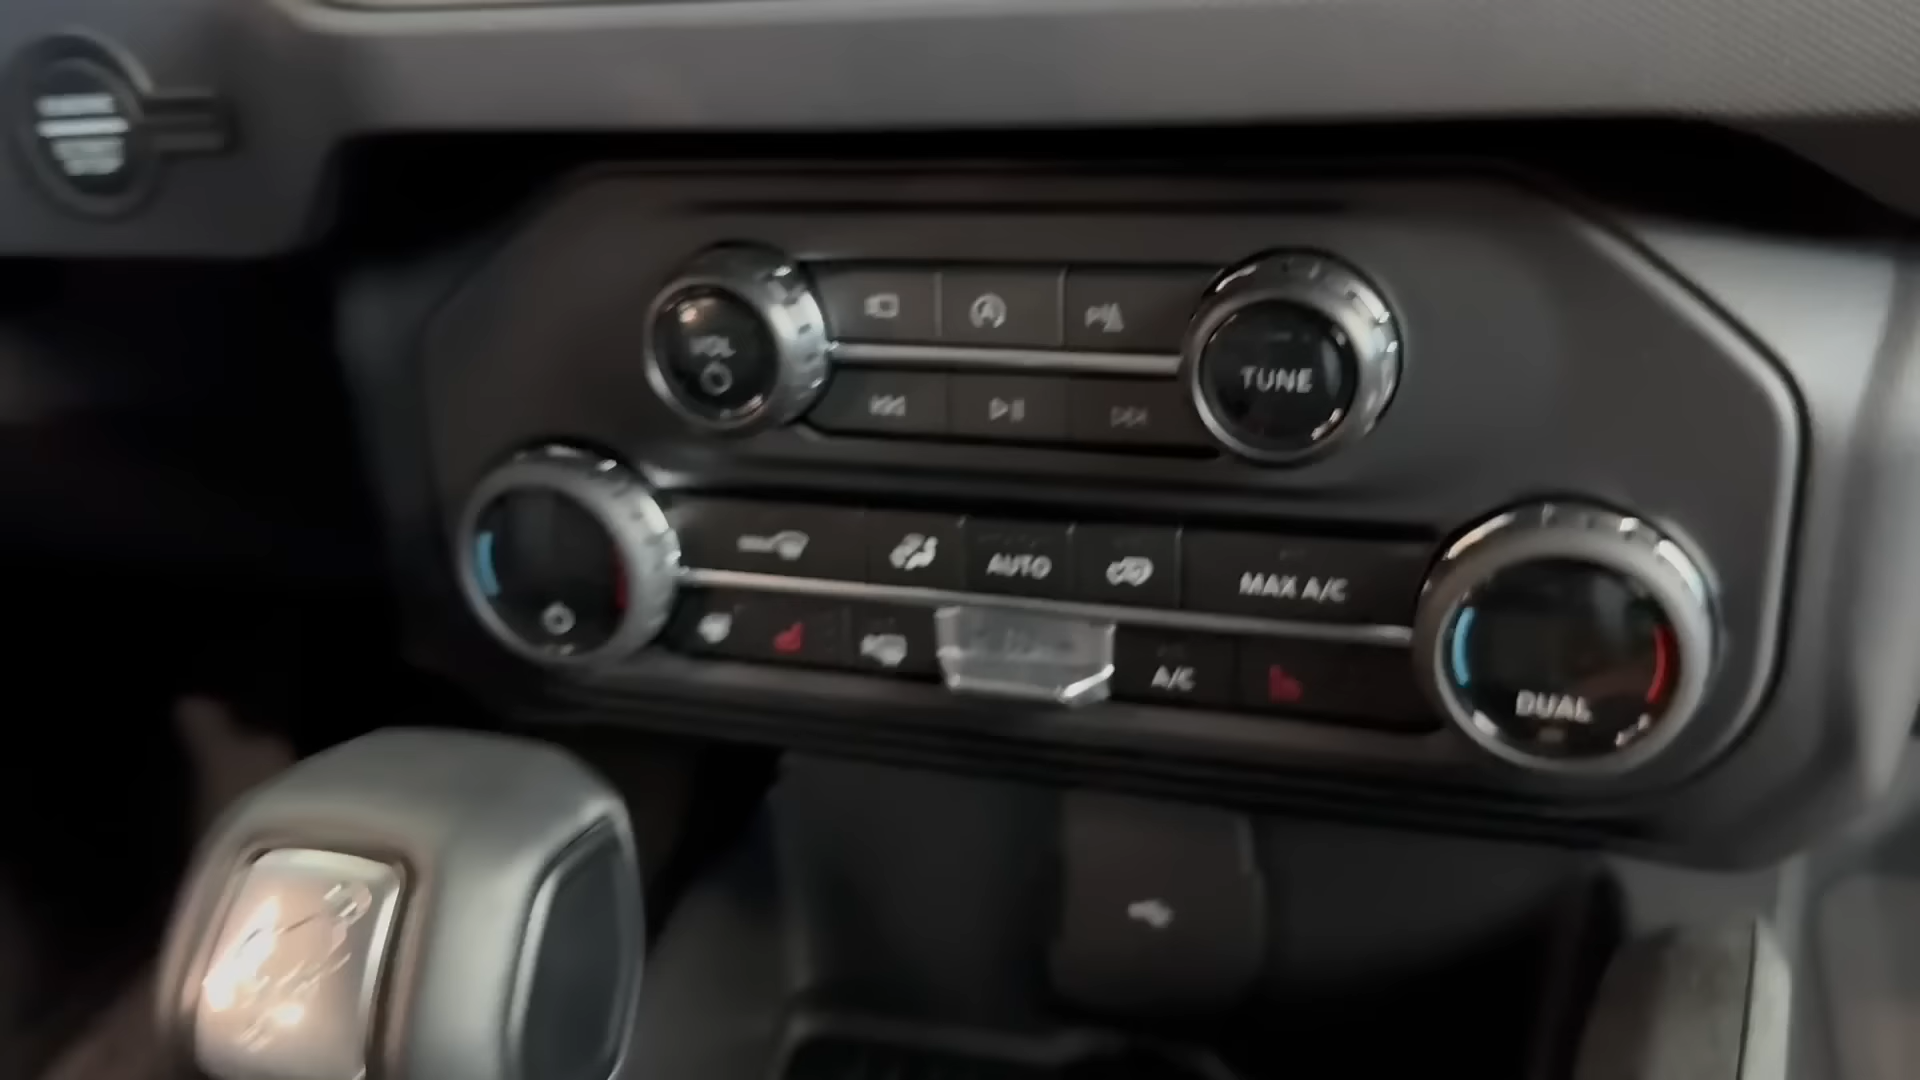 VOL
TUNE
AUTO
MAX A/C
A/C
DUAL